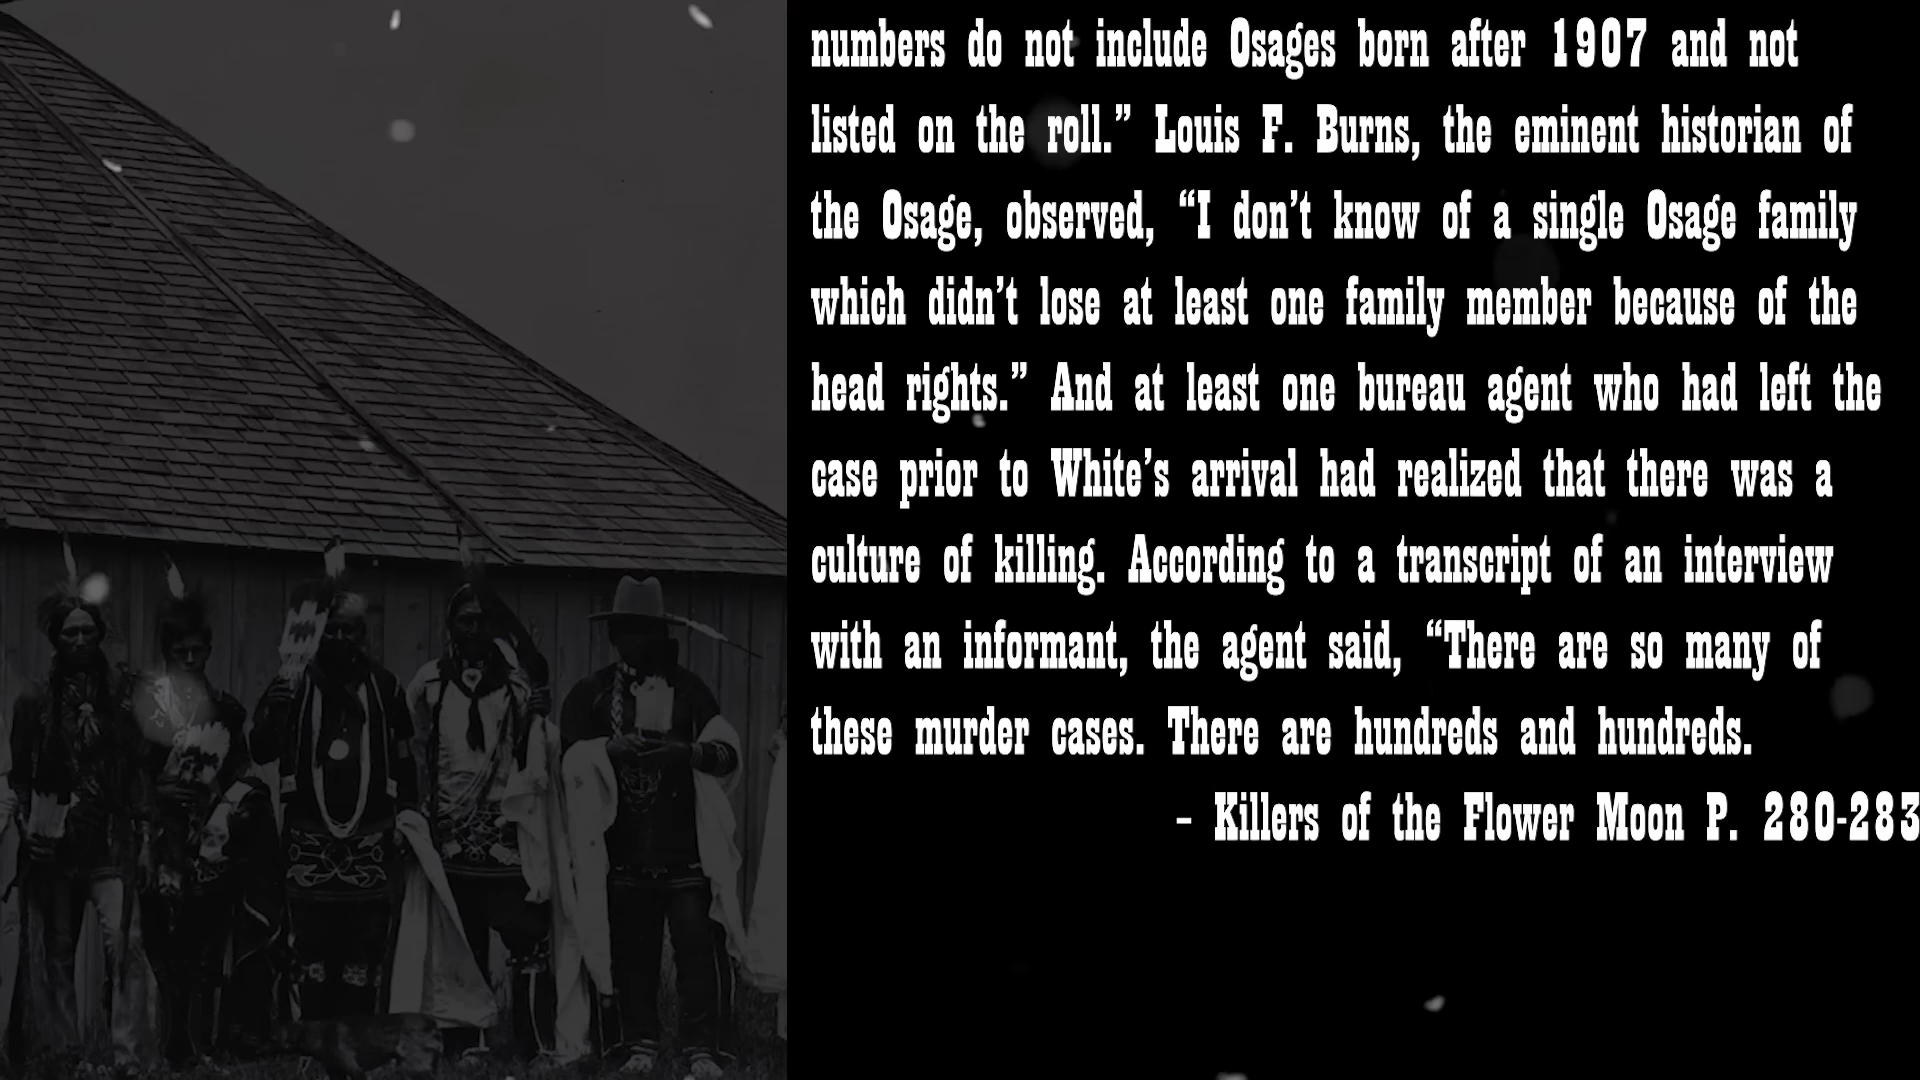 numbers do not include Osages born after 1907 and not
listed on the roll.” Louis F. Burns, the eminent historian of
the Osage, observed, “I don’t know of a single Osage family
which didn’t lose at least one family member because of the
head rights.” And at least one bureau agent who had left the
case prior to White’s arrival had realized that there was a
culture of killing. According to a transcript of an interview
with an informant, the agent said, “There are so many of
these murder cases. There are hundreds and hundreds.
- Killers of the Flower Moon P. 280-283